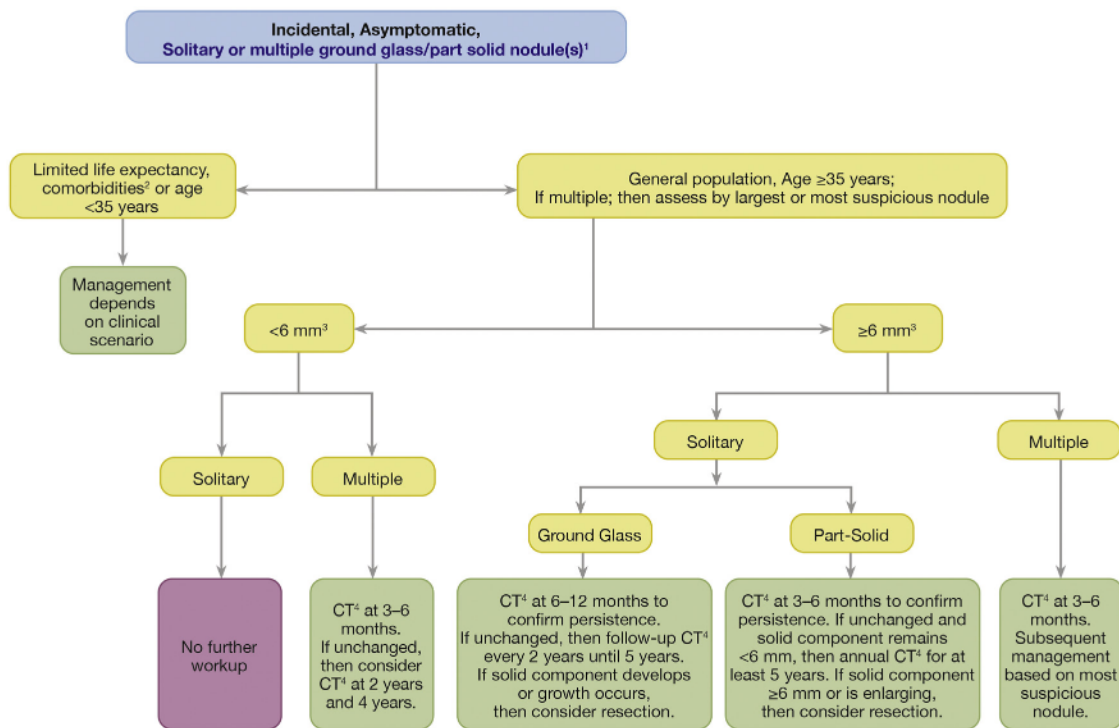 Incidental, Asymptomatic,
Solitary or multiple ground glass/part solid nodule(s)¹
Limited life expectancy,
comorbidities² or age
<35 years
General population, Age ≥35 years;
If multiple; then assess by largest or most suspicious nodule
Management
depends
on clinical
scenario
<6 mm³
≥6 mm³
Solitary
Multiple
Solitary
Multiple
Ground Glass
Part-Solid
No further
workup
CT⁴ at 3–6
months.
If unchanged,
then consider
CT⁴ at 2 years
and 4 years.
CT⁴ at 6–12 months to
confirm persistence.
If unchanged, then follow-up CT⁴
every 2 years until 5 years.
If solid component develops
or growth occurs,
then consider resection.
CT⁴ at 3–6 months to confirm
persistence. If unchanged and
solid component remains
<6 mm, then annual CT⁴ for at
least 5 years. If solid component
≥6 mm or is enlarging,
then consider resection.
CT⁴ at 3–6
months.
Subsequent
management
based on most
suspicious
nodule.